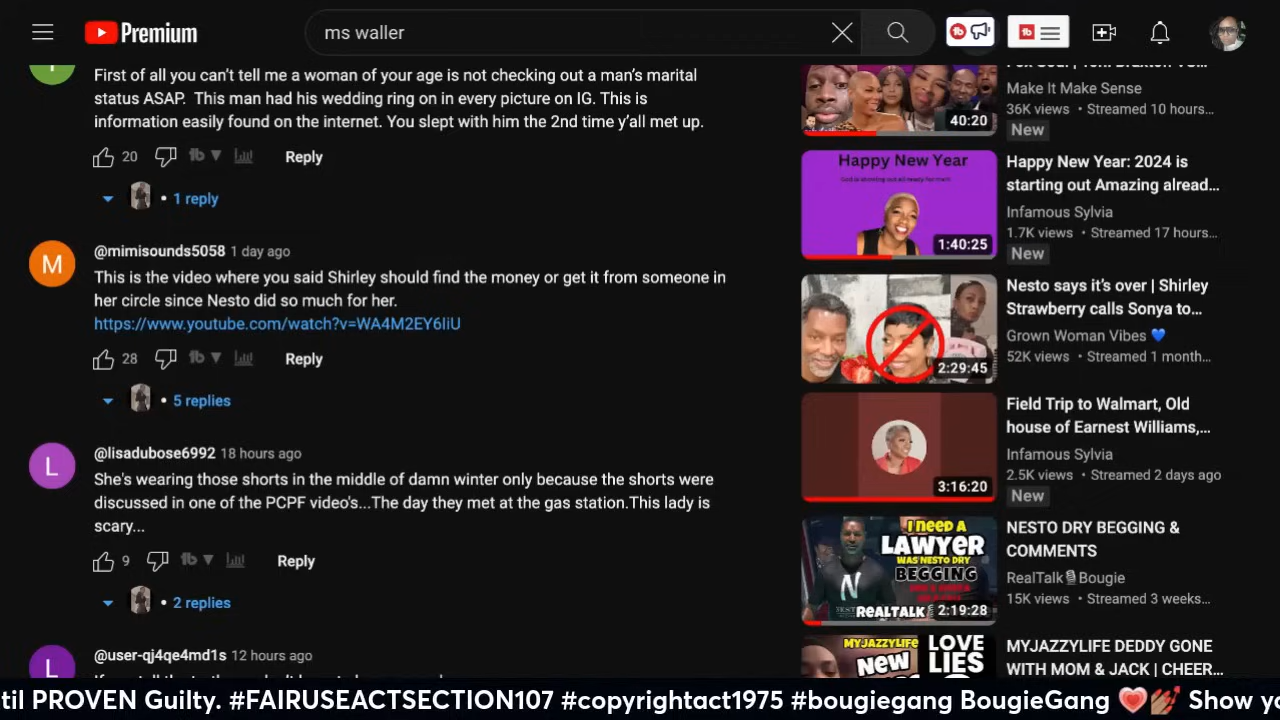 Premium
ms waller
First of all you can't tell me a woman of your age is not checking out a man's marital
status ASAP.  This man had his wedding ring on in every picture on IG. This is
information easily found on the internet. You slept with him the 2nd time y'all met up.
20
Reply
1 reply
M
@mimisounds5058 1 day ago
This is the video where you said Shirley should find the money or get it from someone in
her circle since Nesto did so much for her.
https://www.youtube.com/watch?v=WA4M2EY6IiU
28
Reply
5 replies
L
@lisadubose6992 18 hours ago
She's wearing those shorts in the middle of damn winter only because the shorts were
discussed in one of the PCPF video's...The day they met at the gas station.This lady is
scary...
9
Reply
2 replies
@user-qj4qe4md1s 12 hours ago
40:20
Make It Make Sense
36K views • Streamed 10 hours...
New
Happy New Year
1:40:25
Happy New Year: 2024 is
starting out Amazing alread...
Infamous Sylvia
1.7K views • Streamed 17 hours...
New
2:29:45
Nesto says it's over | Shirley
Strawberry calls Sonya to...
Grown Woman Vibes 💙
52K views • Streamed 1 month...
3:16:20
Field Trip to Walmart, Old
house of Earnest Williams,...
Infamous Sylvia
2.5K views • Streamed 2 days ago
New
I NEED A
LAWYER
WAS NESTO DRY
BEGGING
REALTALK
2:19:28
NESTO DRY BEGGING &
COMMENTS
RealTalk🎙Bougie
15K views • Streamed 3 weeks...
MYJAZZYLIFE
NEW
LOVE
LIES
MYJAZZYLIFE DEDDY GONE
WITH MOM & JACK | CHEER...
til PROVEN Guilty. #FAIRUSEACTSECTION107 #copyrightact1975 #bougiegang BougieGang 💗💅🏾 Show yo